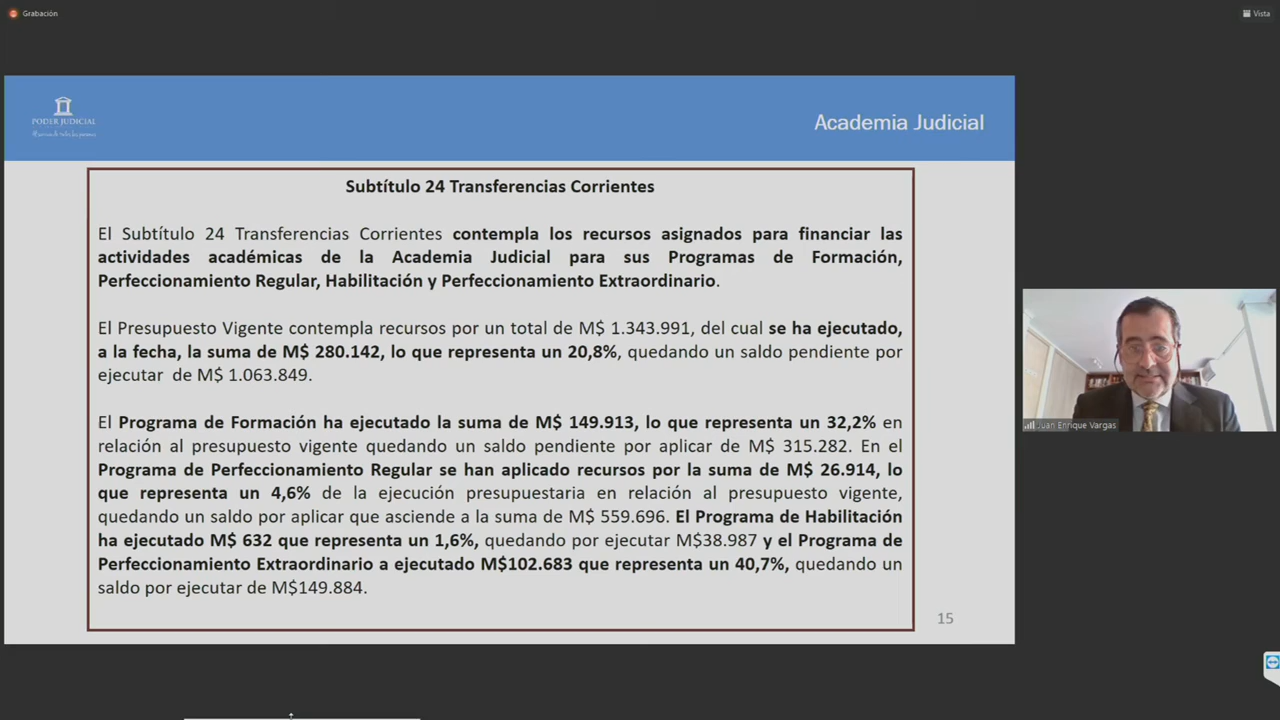 Grabación
Vista
PODER JUDICIAL
Academia Judicial
Subtítulo 24 Transferencias Corrientes
El Subtítulo 24 Transferencias Corrientes contempla los recursos asignados para financiar las
actividades académicas de la Academia Judicial para sus Programas de Formación,
Perfeccionamiento Regular, Habilitación y Perfeccionamiento Extraordinario.
El Presupuesto Vigente contempla recursos por un total de M$ 1.343.991, del cual se ha ejecutado,
a la fecha, la suma de M$ 280.142, lo que representa un 20,8%, quedando un saldo pendiente por
ejecutar de M$ 1.063.849.
El Programa de Formación ha ejecutado la suma de M$ 149.913, lo que representa un 32,2% en
relación al presupuesto vigente quedando un saldo pendiente por aplicar de M$ 315.282. En el
Programa de Perfeccionamiento Regular se han aplicado recursos por la suma de M$ 26.914, lo
que representa un 4,6% de la ejecución presupuestaria en relación al presupuesto vigente,
quedando un saldo por aplicar que asciende a la suma de M$ 559.696. El Programa de Habilitación
ha ejecutado M$ 632 que representa un 1,6%, quedando por ejecutar M$38.987 y el Programa de
Perfeccionamiento Extraordinario a ejecutado M$102.683 que representa un 40,7%, quedando un
saldo por ejecutar de M$149.884.
15
Juan Enrique Vargas